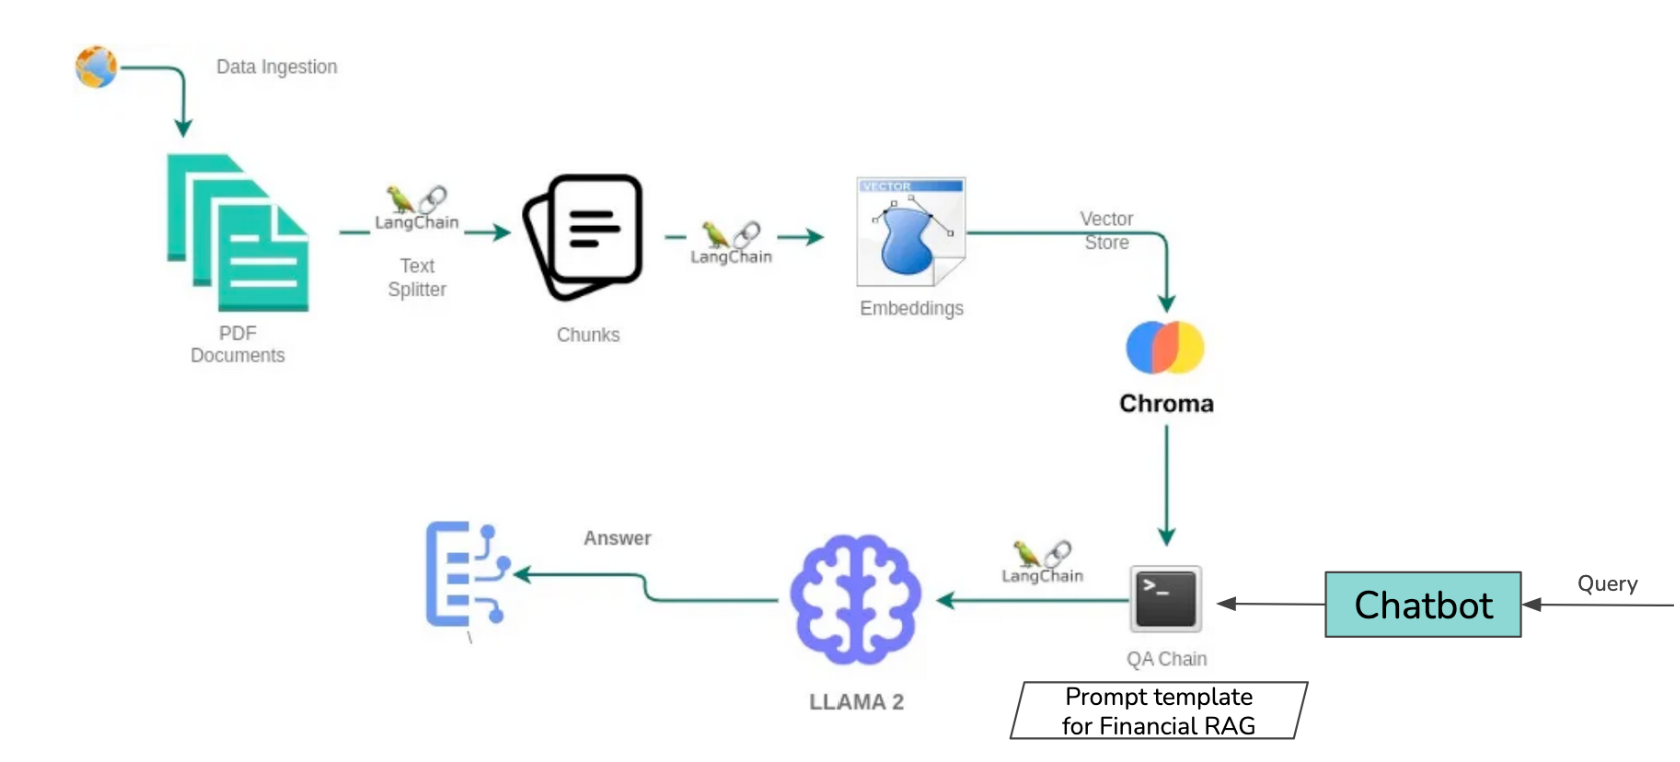 Data Ingestion
LangChain
Text
Splitter
PDF
Documents
Chunks
LangChain
VECTOR
Embeddings
Vector
Store
Chroma
Query
Chatbot
>_
QA Chain
Prompt template
for Financial RAG
LangChain
LLAMA 2
Answer
\